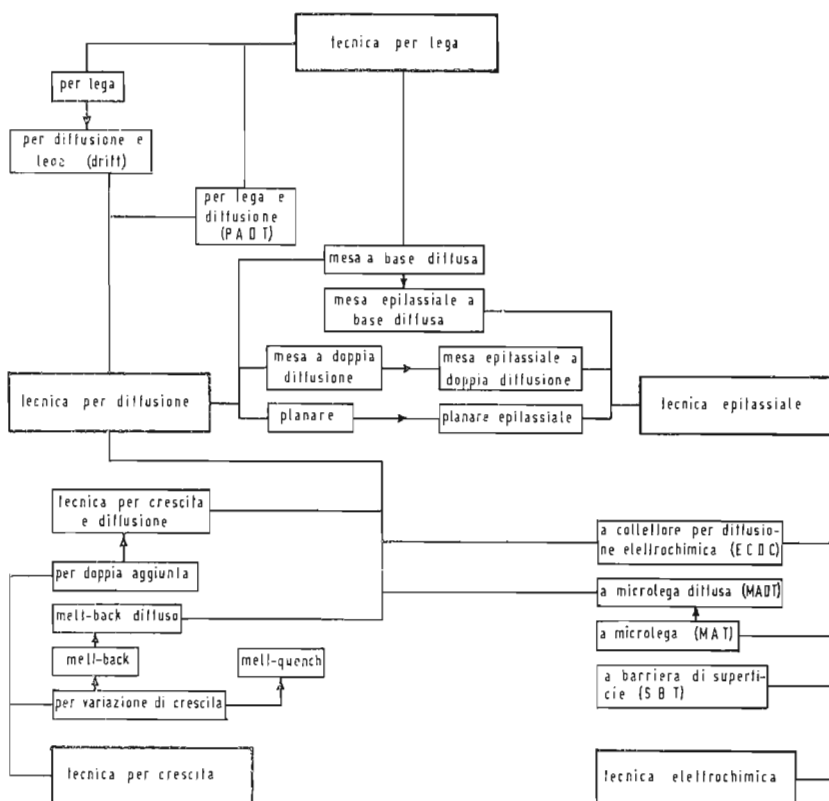 tecnica per lega
per lega
per diffusione e
lega (drift)
per lega e
diffusione
(PADT)
mesa a base diffusa
mesa epitassiale a
base diffusa
mesa a doppia
diffusione
mesa epitassiale a
doppia diffusione
tecnica per diffusione
planare
planare epitassiale
tecnica epitassiale
tecnica per crescita
e diffusione
a collettore per diffusio-
ne elettrochimica (ECDC)
per doppia aggiunta
a microlega diffusa (MADT)
melt-back diffuso
a microlega (MAT)
melt-back
melt-quench
a barriera di superfi-
cie (SBT)
per variazione di crescita
tecnica per crescita
tecnica elettrochimica